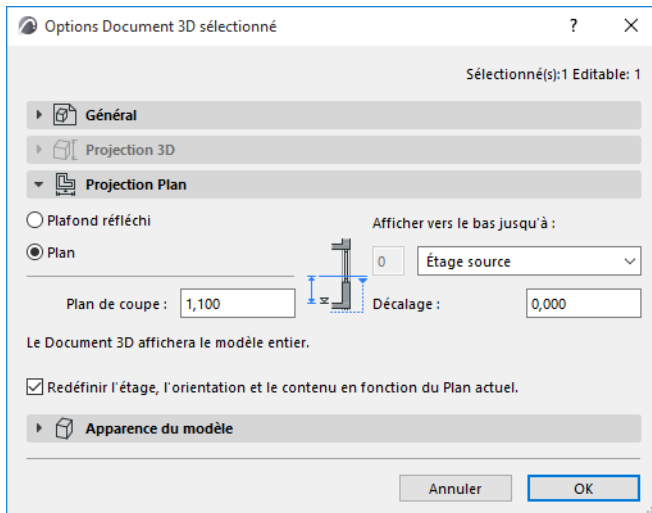 Options Document 3D sélectionné
?
Sélectionné(s):1 Editable: 1
Général
Projection 3D
Projection Plan
Plafond réfléchi
Afficher vers le bas jusqu'à :
Plan
0 Étage source
Plan de coupe : 1,100
Décalage : 0,000
Le Document 3D affichera le modèle entier.
Redéfinir l'étage, l'orientation et le contenu en fonction du Plan actuel.
Apparence du modèle
Annuler OK